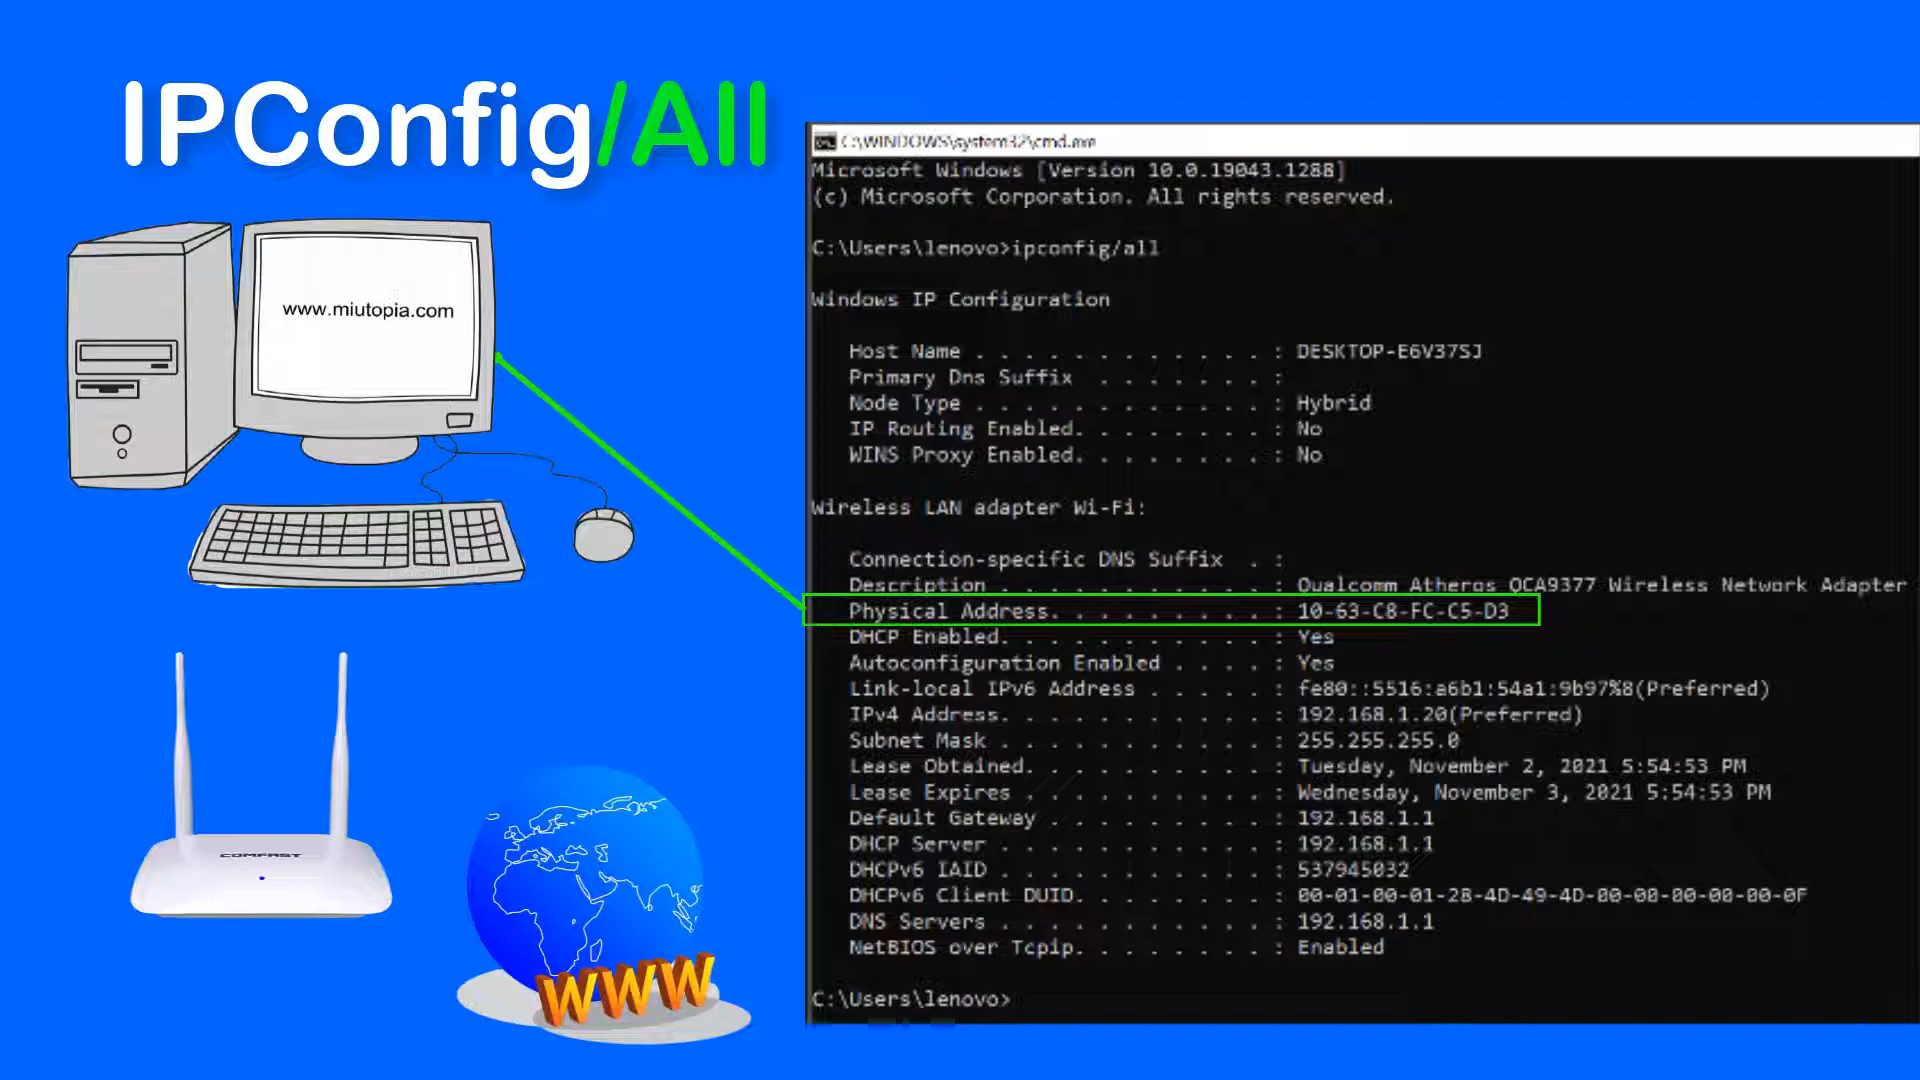 IPConfig/All
www.miutopia.com
COMFAST
WWW
C:\WINDOWS\system32\cmd.exe
Microsoft Windows [Version 10.0.19043.1288]
(c) Microsoft Corporation. All rights reserved.
C:\Users\lenovo>ipconfig/all
Windows IP Configuration
Host Name . . . . . . . . . . . . : DESKTOP-E6V37SJ
Primary Dns Suffix  . . . . . . . :
Node Type . . . . . . . . . . . . : Hybrid
IP Routing Enabled. . . . . . . . : No
WINS Proxy Enabled. . . . . . . . : No
Wireless LAN adapter Wi-Fi:
Connection-specific DNS Suffix  . :
Description . . . . . . . . . . . : Qualcomm Atheros QCA9377 Wireless Network Adapter
Physical Address. . . . . . . . . : 10-63-C8-FC-C5-D3
DHCP Enabled. . . . . . . . . . . : Yes
Autoconfiguration Enabled . . . . : Yes
Link-local IPv6 Address . . . . . : fe80::5516:a6b1:54a1:9b97%8(Preferred)
IPv4 Address. . . . . . . . . . . : 192.168.1.20(Preferred)
Subnet Mask . . . . . . . . . . . : 255.255.255.0
Lease Obtained. . . . . . . . . . : Tuesday, November 2, 2021 5:54:53 PM
Lease Expires . . . . . . . . . . : Wednesday, November 3, 2021 5:54:53 PM
Default Gateway . . . . . . . . . : 192.168.1.1
DHCP Server . . . . . . . . . . . : 192.168.1.1
DHCPv6 IAID . . . . . . . . . . . : 537945032
DHCPv6 Client DUID. . . . . . . . : 00-01-00-01-28-4D-49-4D-00-00-00-00-00-0F
DNS Servers . . . . . . . . . . . : 192.168.1.1
NetBIOS over Tcpip. . . . . . . . : Enabled
C:\Users\lenovo>